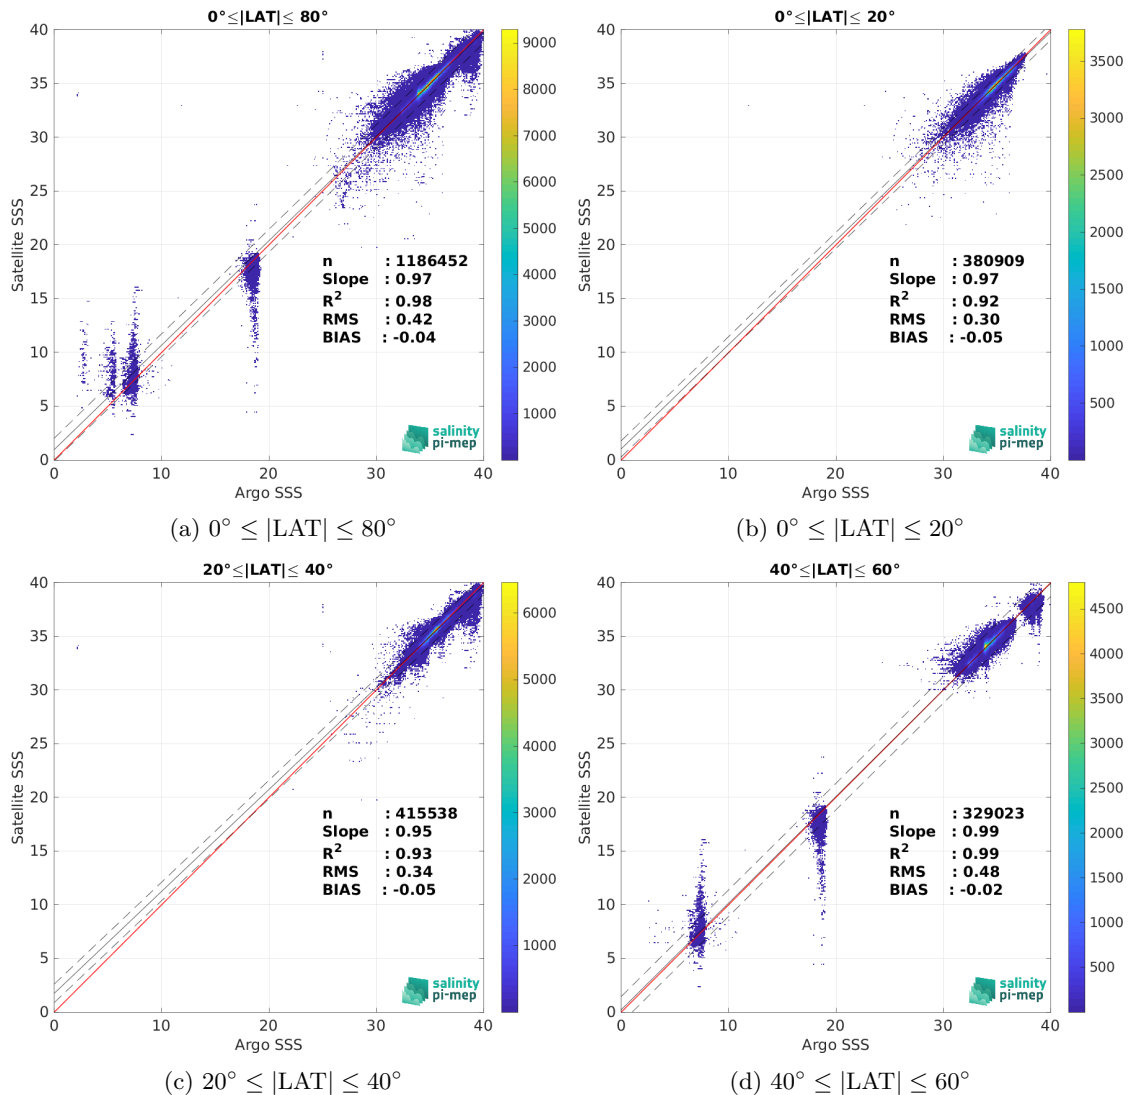 0°≤|LAT|≤ 80°
40
35
30
25
20
15
10
5
0
Satellite SSS
0
10
20
30
40
Argo SSS
n : 1186452
Slope : 0.97
R2 : 0.98
RMS : 0.42
BIAS : -0.04
salinity
pi-mep
9000
8000
7000
6000
5000
4000
3000
2000
1000
(a) 0° ≤ |LAT| ≤ 80°
0°≤|LAT|≤ 20°
40
35
30
25
20
15
10
5
0
Satellite SSS
0
10
20
30
40
Argo SSS
n : 380909
Slope : 0.97
R2 : 0.92
RMS : 0.30
BIAS : -0.05
salinity
pi-mep
3500
3000
2500
2000
1500
1000
500
(b) 0° ≤ |LAT| ≤ 20°
20°≤|LAT|≤ 40°
40
35
30
25
20
15
10
5
0
Satellite SSS
0
10
20
30
40
Argo SSS
n : 415538
Slope : 0.95
R2 : 0.93
RMS : 0.34
BIAS : -0.05
salinity
pi-mep
6000
5000
4000
3000
2000
1000
(c) 20° ≤ |LAT| ≤ 40°
40°≤|LAT|≤ 60°
40
35
30
25
20
15
10
5
0
Satellite SSS
0
10
20
30
40
Argo SSS
n : 329023
Slope : 0.99
R2 : 0.99
RMS : 0.48
BIAS : -0.02
salinity
pi-mep
4500
4000
3500
3000
2500
2000
1500
1000
500
(d) 40° ≤ |LAT| ≤ 60°